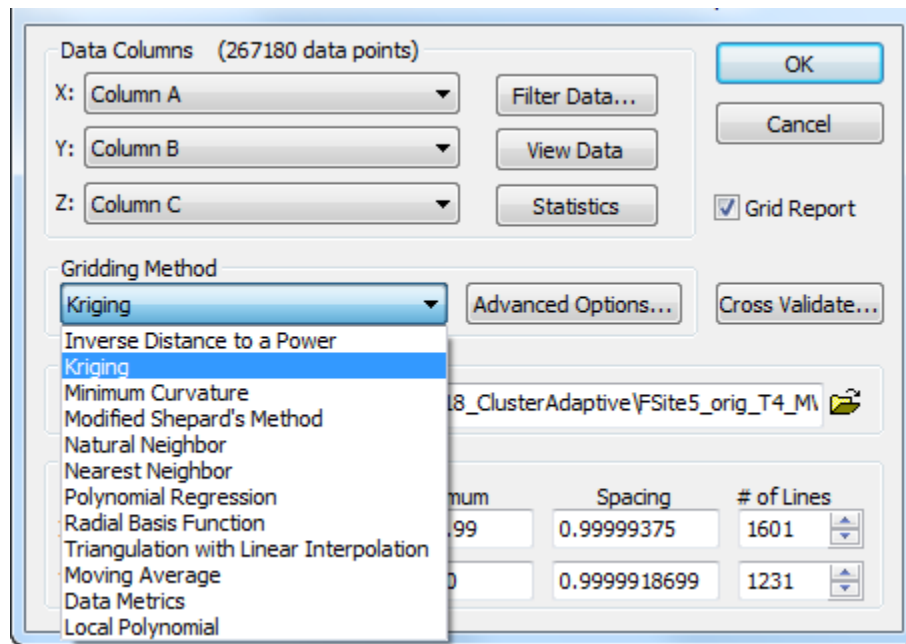 Data Columns (267180 data points)
X: Column A
Filter Data...
OK
Y: Column B
View Data
Cancel
Z: Column C
Statistics
Grid Report
Gridding Method
Kriging
Advanced Options...
Cross Validate...
Inverse Distance to a Power
Kriging
Minimum Curvature
Modified Shepard's Method
Natural Neighbor
Nearest Neighbor
Polynomial Regression
Radial Basis Function
Triangulation with Linear Interpolation
Moving Average
Data Metrics
Local Polynomial
18_ClusterAdaptive\FSite5_orig_T4_M
mum Spacing # of Lines
.99 0.99999375 1601
0 0.9999918699 1231